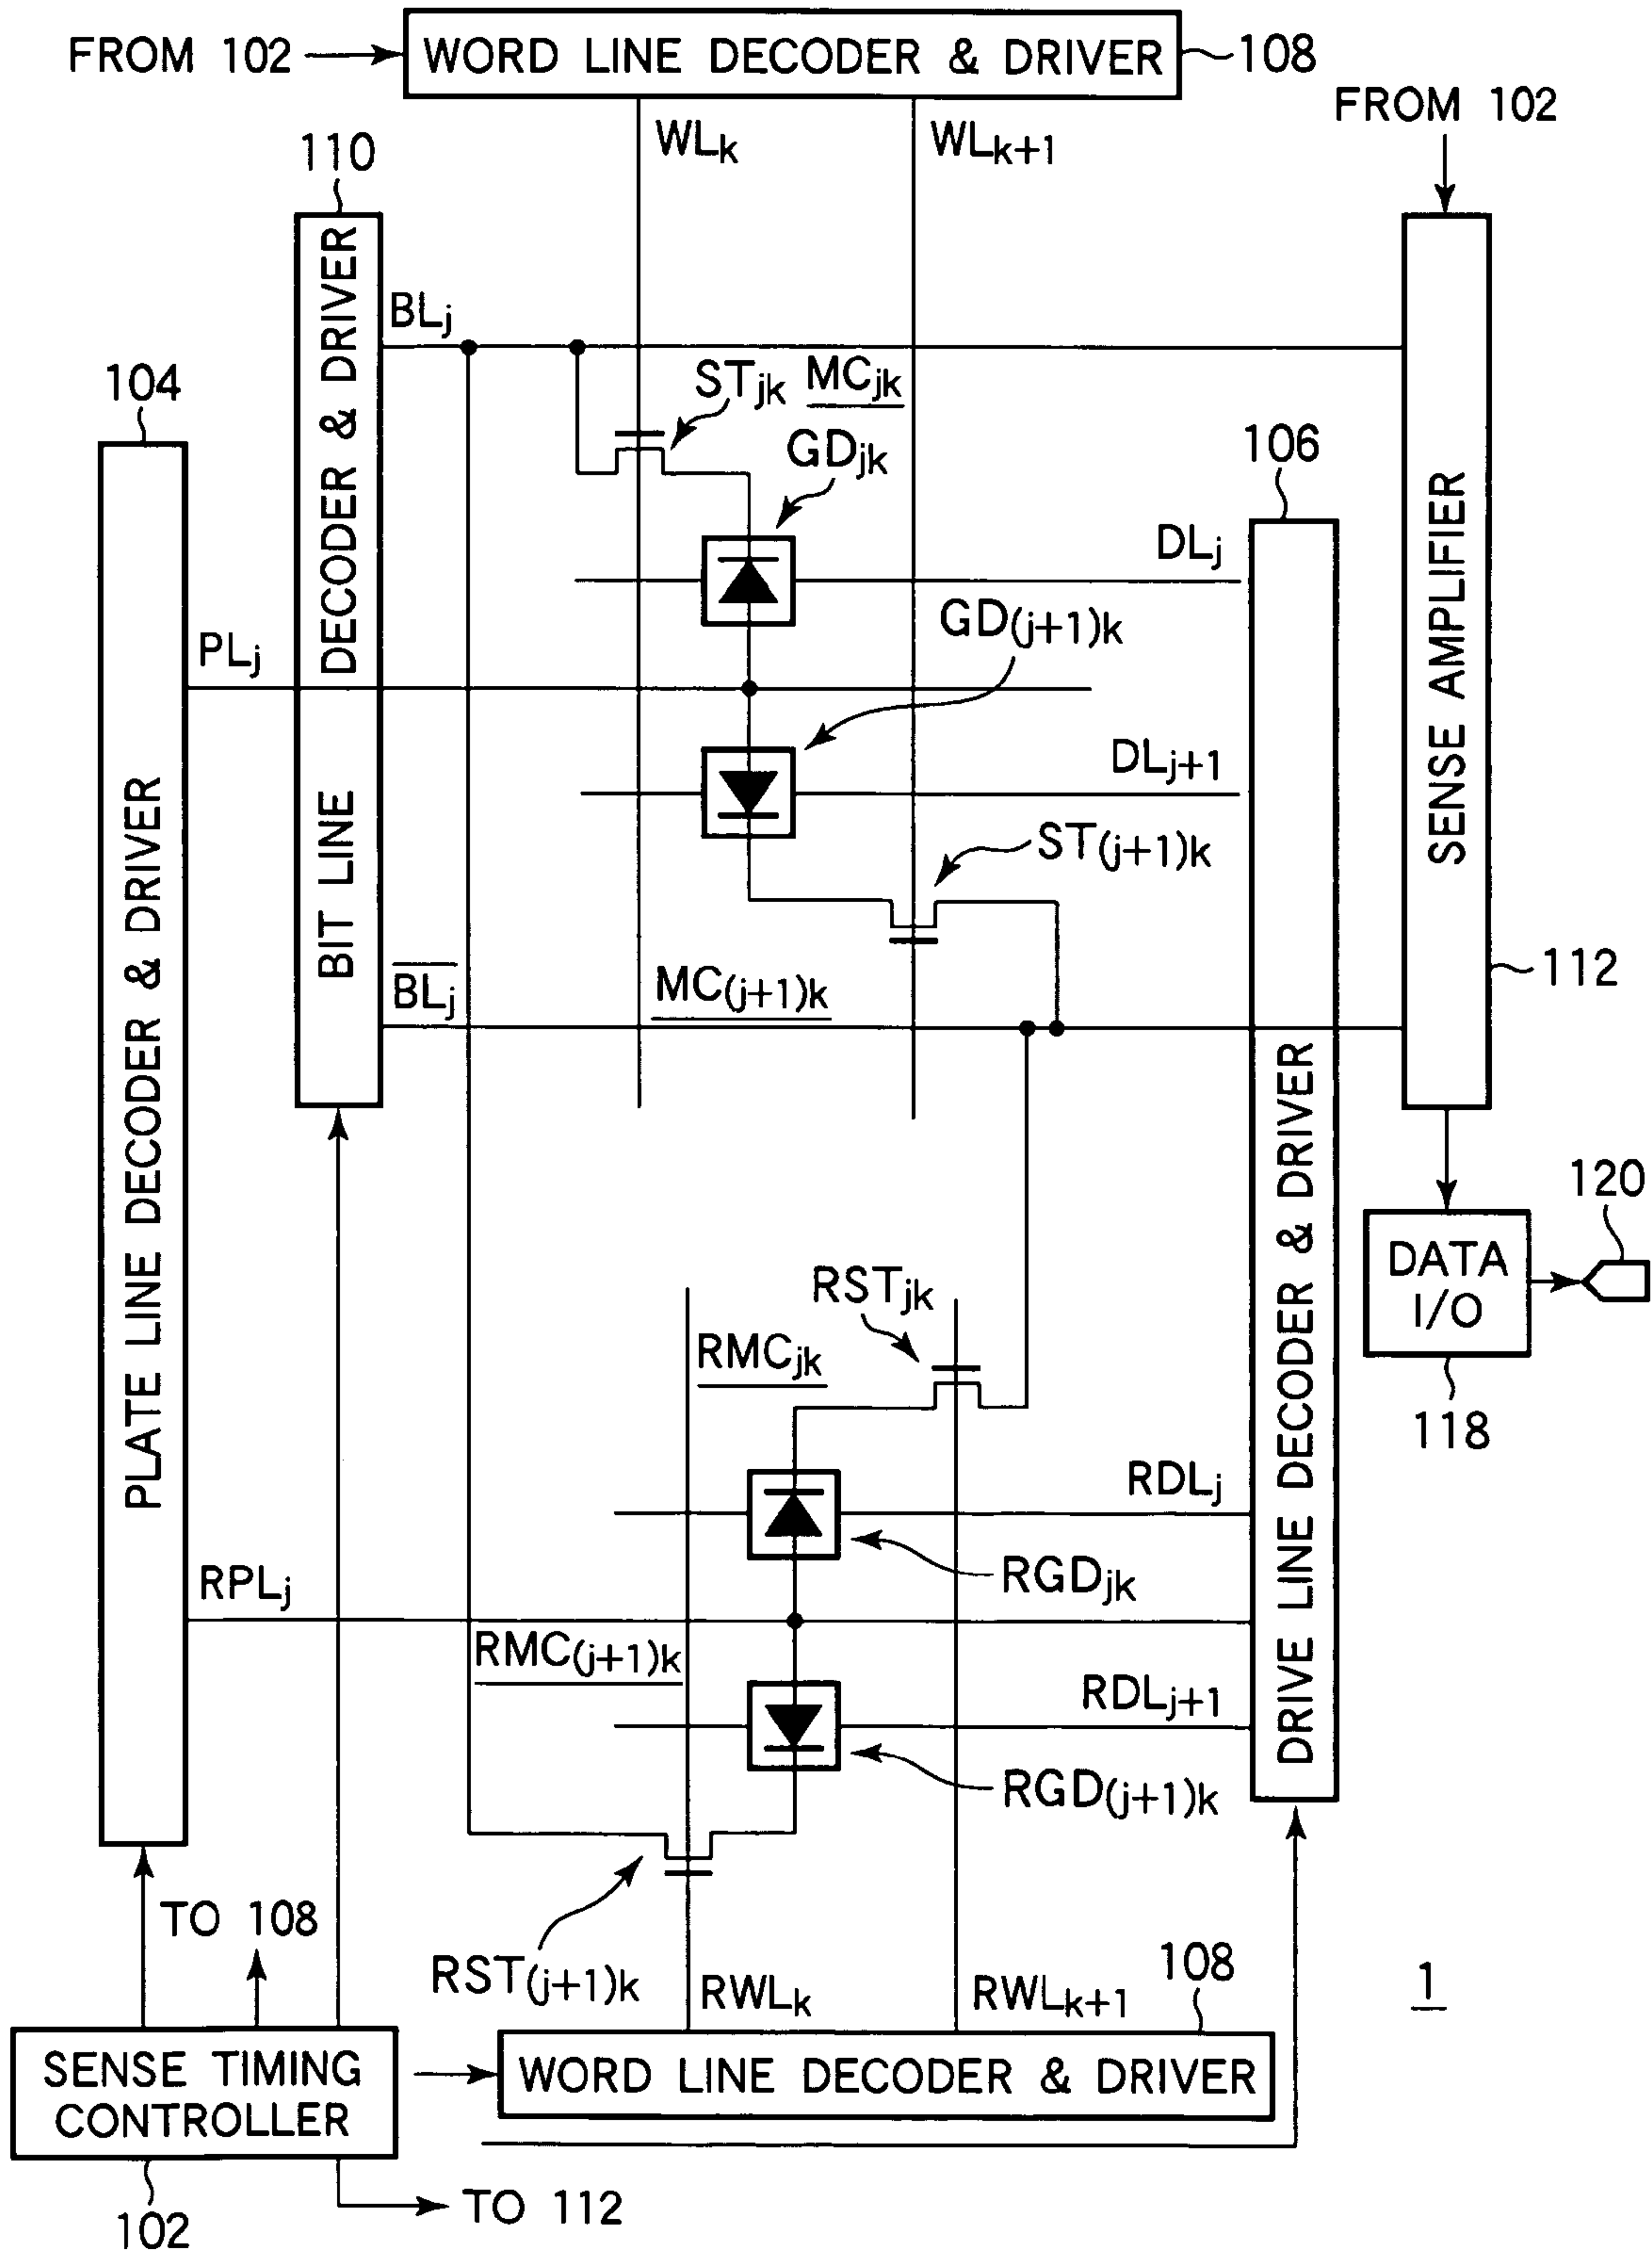 FROM 102
WORD LINE DECODER & DRIVER
108
FROM 102
WLk
WLk+1
110
BIT LINE DECODER & DRIVER
BLj
104
STjk
MCjk
GDjk
106
SENSE AMPLIFIER
DLj
GD(j+1)k
PLj
DLj+1
PLATE LINE DECODER & DRIVER
ST(j+1)k
112
B̅L̅j
MC(j+1)k
DRIVE LINE DECODER & DRIVER
120
DATA
I/O
RSTjk
RMCjk
118
RDLj
RGDjk
RPLj
RMC(j+1)k
RDLj+1
RGD(j+1)k
TO 108
RST(j+1)k
RWLk
RWLk+1
108
1
SENSE TIMING
CONTROLLER
WORD LINE DECODER & DRIVER
102
TO 112